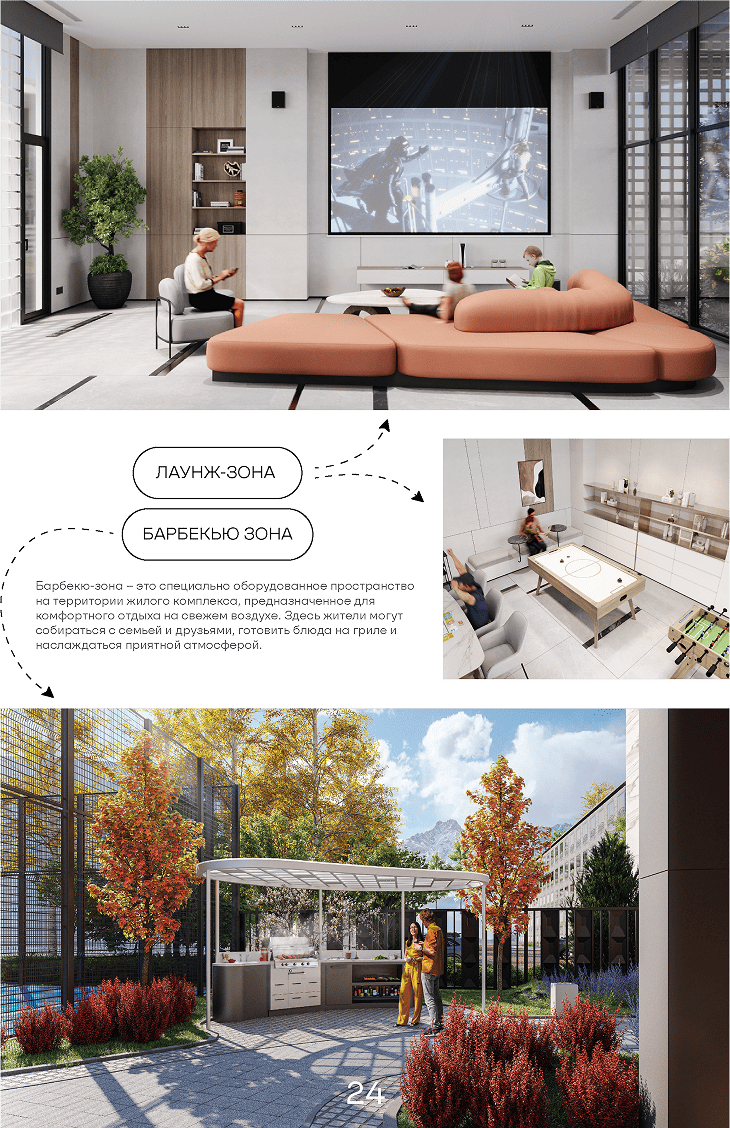 ЛАУНЖ-ЗОНА
БАРБЕКЬЮ ЗОНА
Барбекю-зона – это специально оборудованное пространство
на территории жилого комплекса, предназначенное для
комфортного отдыха на свежем воздухе. Здесь жители могут
собираться с семьей и друзьями, готовить блюда на гриле и
наслаждаться приятной атмосферой.
24